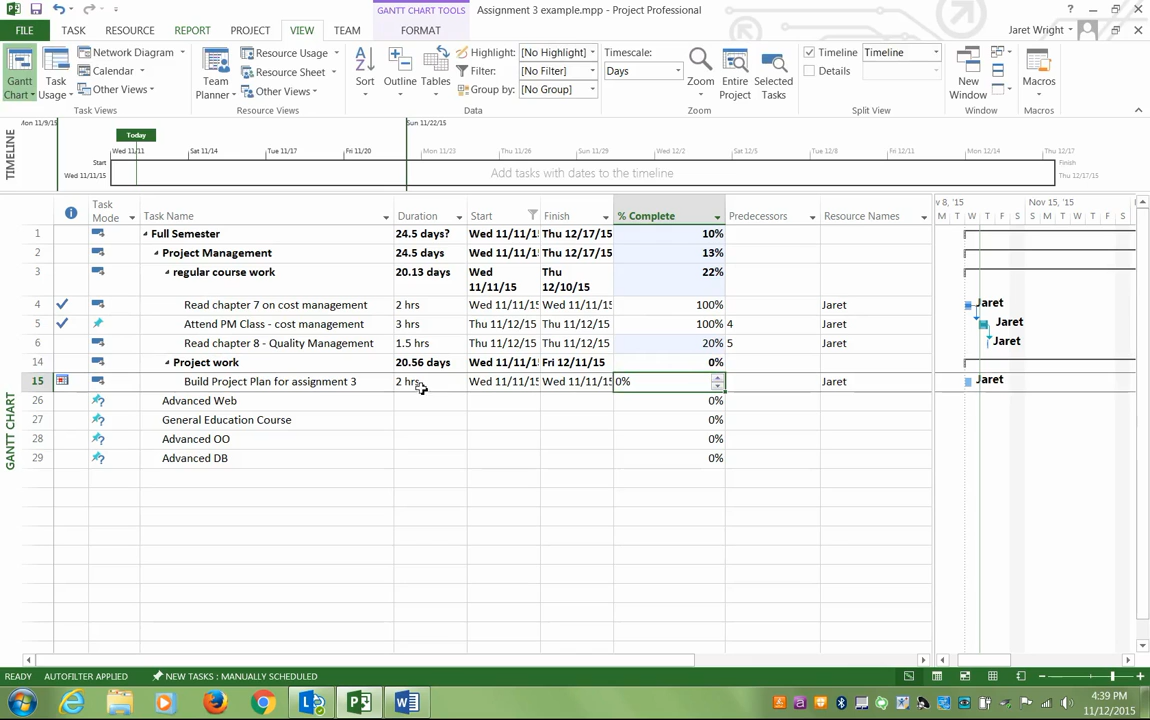 GANTT CHART TOOLS
Assignment 3 example.mpp - Project Professional
?
FILE TASK RESOURCE REPORT PROJECT VIEW TEAM FORMAT
Jaret Wright
Gantt Chart
Task Usage
Network Diagram
Calendar
Other Views
Task Views
Team Planner
Resource Usage
Resource Sheet
Other Views
Resource Views
Sort
Outline
Tables
Highlight: [No Highlight]
Filter: [No Filter]
Group by: [No Group]
Data
Timescale:
Days
Zoom
Entire Project
Selected Tasks
Zoom
Timeline Timeline
Details
Split View
New Window
Window
Macros
Macros
TIMELINE
Mon 11/9/15
Sun 11/22/15
Today
Wed 11/11 Sat 11/14 Tue 11/17 Fri 11/20 Mon 11/23 Thu 11/26 Sun 11/29 Wed 12/2 Sat 12/5 Tue 12/8 Fri 12/11 Mon 12/14 Thu 12/17
Start
Wed 11/11/15
Add tasks with dates to the timeline
Finish
Thu 12/17/15
GANTT CHART
Task Mode Task Name Duration Start Finish % Complete Predecessors Resource Names
v 8, '15 Nov 15, '15
M T W T F S S M T W T F S
1 Full Semester 24.5 days? Wed 11/11/1 Thu 12/17/15 10%
2 Project Management 24.5 days Wed 11/11/1 Thu 12/17/15 13%
3 regular course work 20.13 days Wed 11/11/15 Thu 12/10/15 22%
4 Read chapter 7 on cost management 2 hrs Wed 11/11/15 Wed 11/11/15 100% Jaret Jaret
5 Attend PM Class - cost management 3 hrs Thu 11/12/15 Thu 11/12/15 100% 4 Jaret Jaret
6 Read chapter 8 - Quality Management 1.5 hrs Thu 11/12/15 Thu 11/12/15 20% 5 Jaret Jaret
14 Project work 20.56 days Wed 11/11/1 Fri 12/11/15 0%
15 Build Project Plan for assignment 3 2 hrs Wed 11/11/15 Wed 11/11/15 0% Jaret Jaret
26 Advanced Web 0%
27 General Education Course 0%
28 Advanced OO 0%
29 Advanced DB 0%
READY AUTOFILTER APPLIED NEW TASKS : MANUALLY SCHEDULED
4:39 PM
11/12/2015